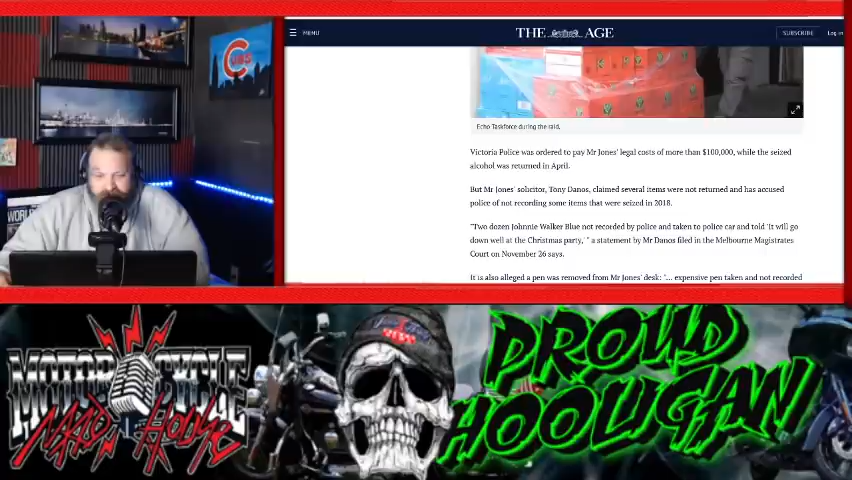 CUBS
WORLD
MENU
THE AGE
SUBSCRIBE
Log in
Echo Taskforce during the raid.
Victoria Police was ordered to pay Mr Jones' legal costs of more than $100,000, while the seized
alcohol was returned in April.
But Mr Jones' solicitor, Tony Danos, claimed several items were not returned and has accused
police of not recording some items that were seized in 2018.
"Two dozen Johnnie Walker Blue not recorded by police and taken to police car and told 'It will go
down well at the Christmas party,' " a statement by Mr Danos filed in the Melbourne Magistrates
Court on November 26 says.
It is also alleged a pen was removed from Mr Jones' desk: "... expensive pen taken and not recorded
MOTORCYCLE
MAD House
PROUD
HOOLIGAN